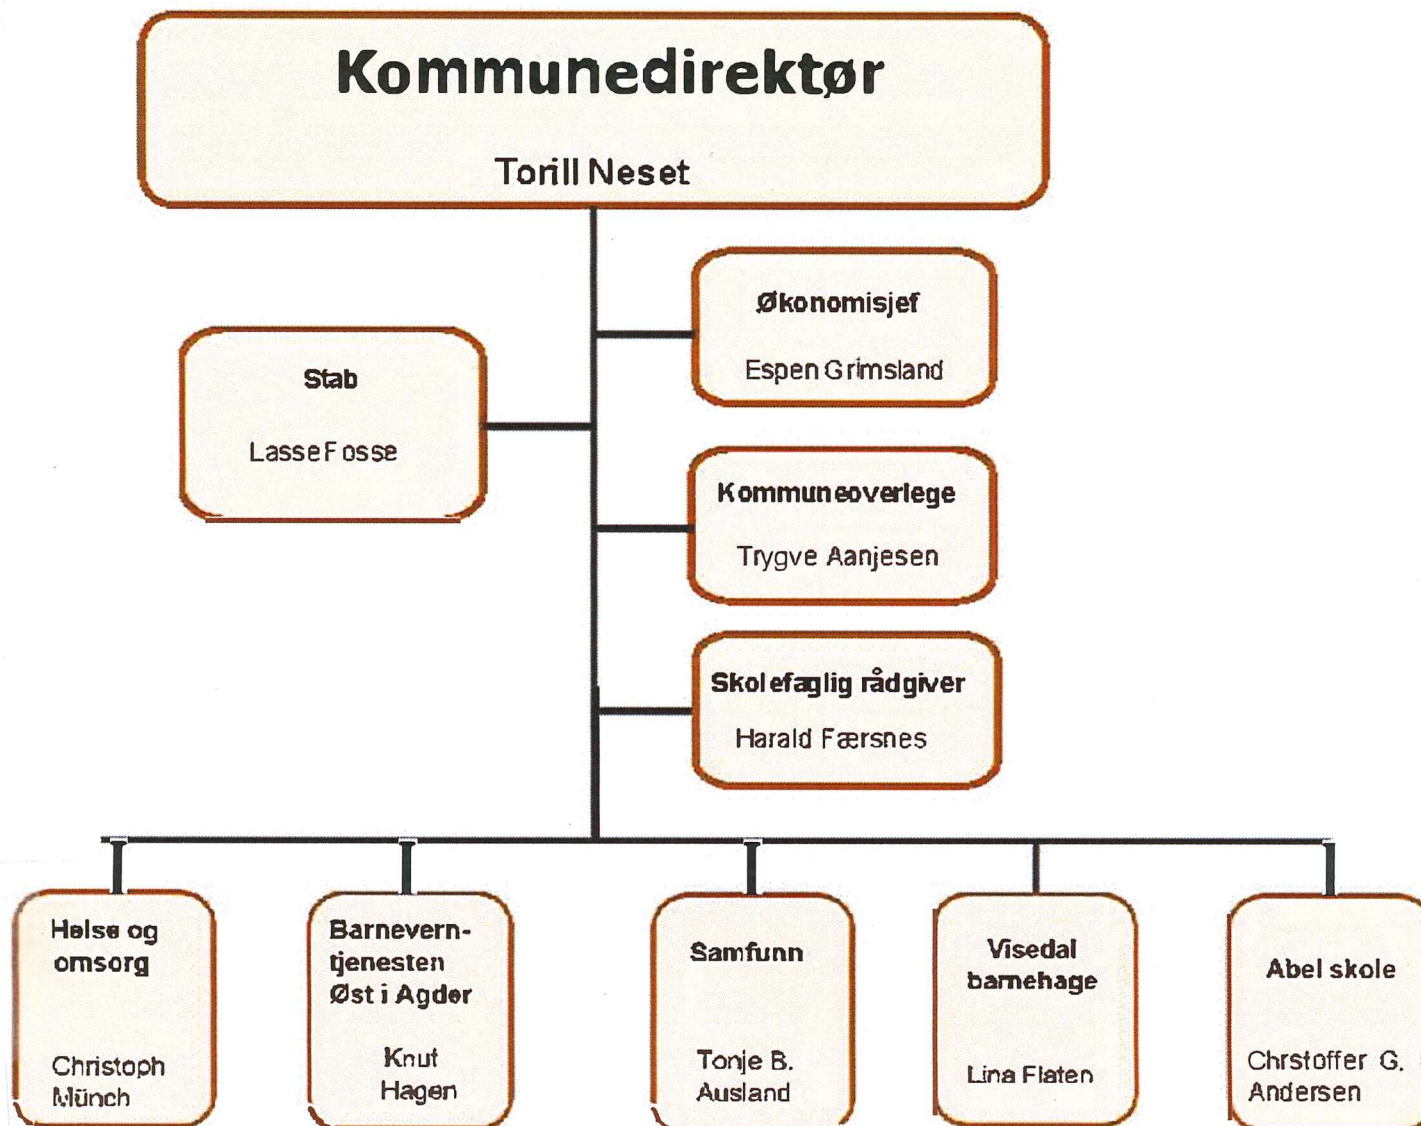 Kommunedirektør
Torill Neset
Økonomisjef
Espen Grimsland
Stab
Lasse Fosse
Kommuneoverlege
Trygve Aanjesen
Skolefaglig rådgiver
Harald Færsnes
Helse og
omsorg
Christoph
Münch
Barnevern-
tjenesten
Øst i Agder
Knut
Hagen
Samfunn
Tonje B.
Ausland
Visedal
barnehage
Lina Flaten
Abel skole
Chrstoffer G.
Andersen